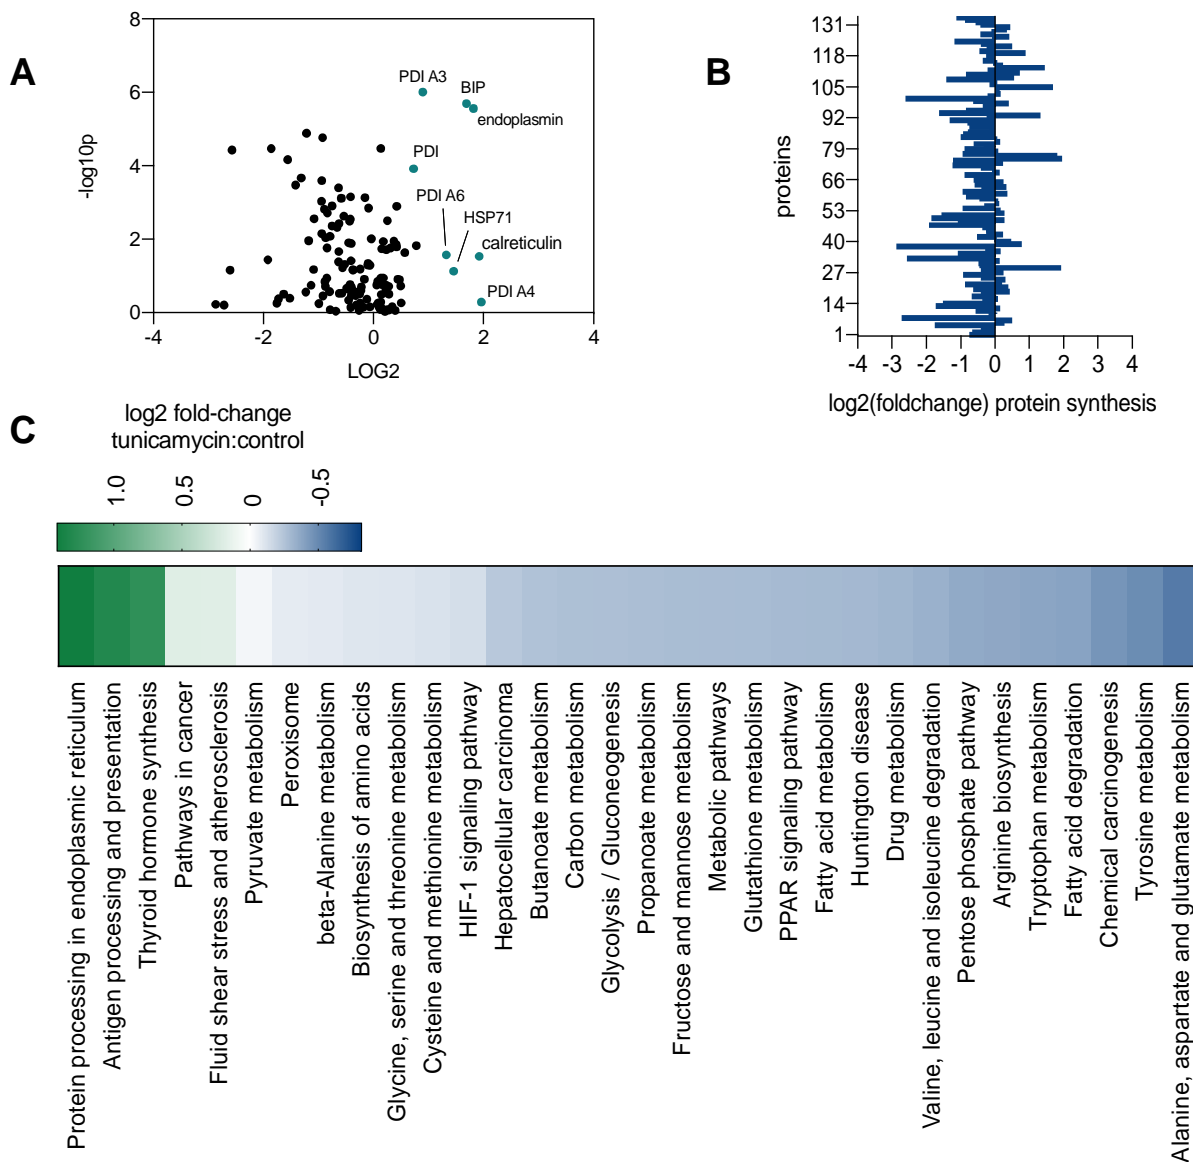 A
8
6
4
2
0
-log10p
PDI A3
BIP
endoplasmin
PDI
PDI A6
HSP71
calreticulin
PDI A4
-4
-2
0
2
4
LOG2
B
131
118
105
92
79
66
53
40
27
14
1
proteins
-4 -3 -2 -1 0 1 2 3 4
log2(foldchange) protein synthesis
C
log2 fold-change
tunicamycin:control
1.0
0.5
0
-0.5
Protein processing in endoplasmic reticulum
Antigen processing and presentation
Thyroid hormone synthesis
Pathways in cancer
Fluid shear stress and atherosclerosis
Pyruvate metabolism
Peroxisome
beta-Alanine metabolism
Biosynthesis of amino acids
Glycine, serine and threonine metabolism
Cysteine and methionine metabolism
HIF-1 signaling pathway
Hepatocellular carcinoma
Butanoate metabolism
Carbon metabolism
Glycolysis / Gluconeogenesis
Propanoate metabolism
Fructose and mannose metabolism
Metabolic pathways
Glutathione metabolism
PPAR signaling pathway
Fatty acid metabolism
Huntington disease
Drug metabolism
Valine, leucine and isoleucine degradation
Pentose phosphate pathway
Arginine biosynthesis
Tryptophan metabolism
Fatty acid degradation
Chemical carcinogenesis
Tyrosine metabolism
Alanine, aspartate and glutamate metabolism